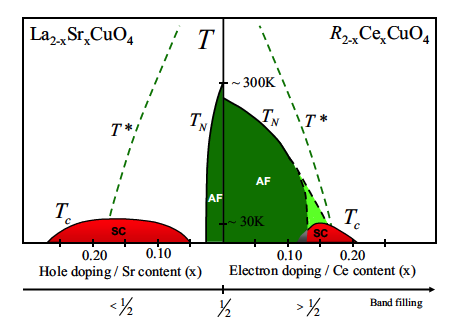 La2-xSrxCuO4
T
R2-xCexCuO4
~ 300K
TN
TN
T*
T*
AF
AF
~ 30K
Tc
Tc
SC
SC
0.20
0.10
0.10
0.20
Hole doping / Sr content (x)
Electron doping / Ce content (x)
< ½
½
> ½
Band filling